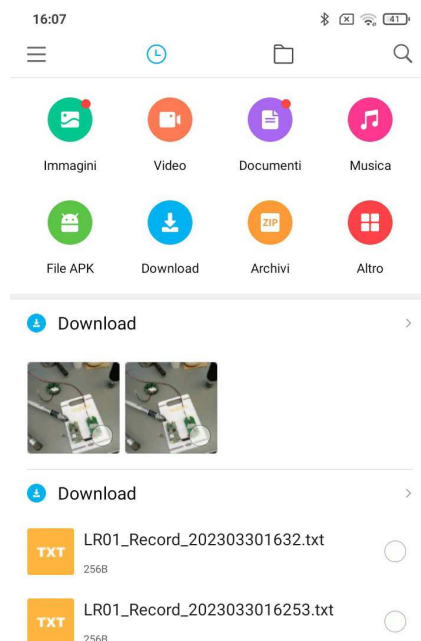 16:07
41
Immagini
Video
Documenti
Musica
ZIP
File APK
Download
Archivi
Altro
Download
Download
TXT
LR01_Record_202303301632.txt
256B
TXT
LR01_Record_2023033016253.txt
256B